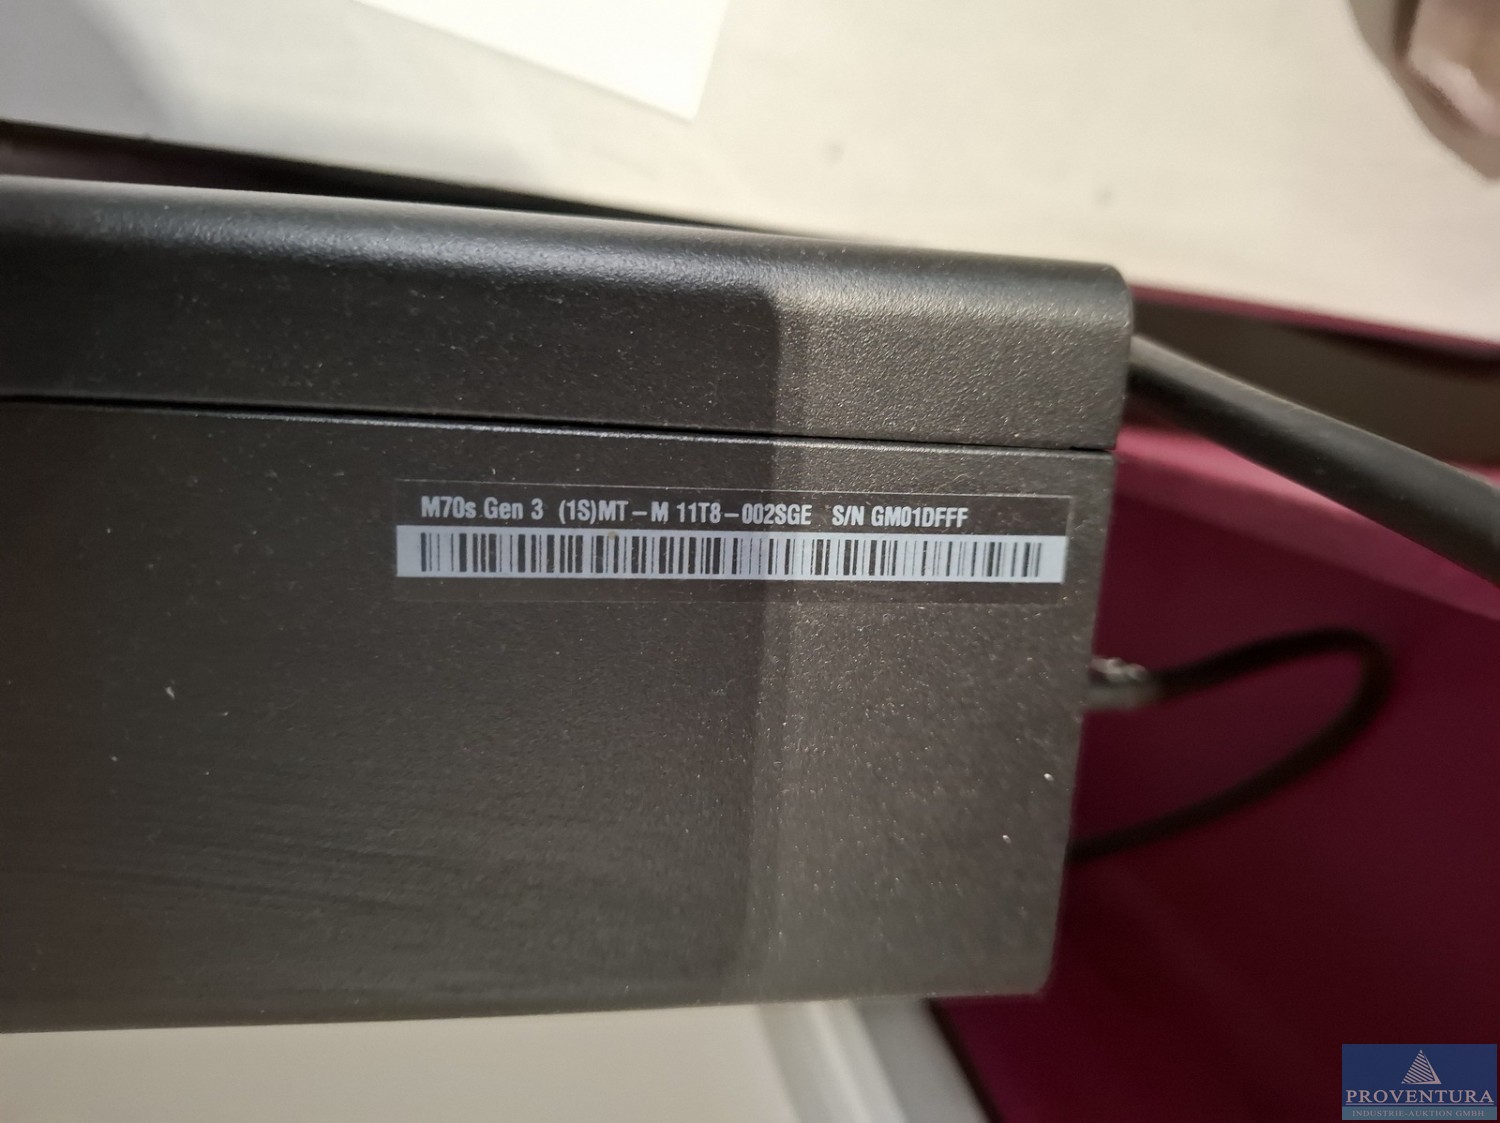 M70s Gen 3 (1S)MT-M 11T8-002SGE S/N GM01DFFF
PROVENTURA
INDUSTRIE-AUKTION GMBH